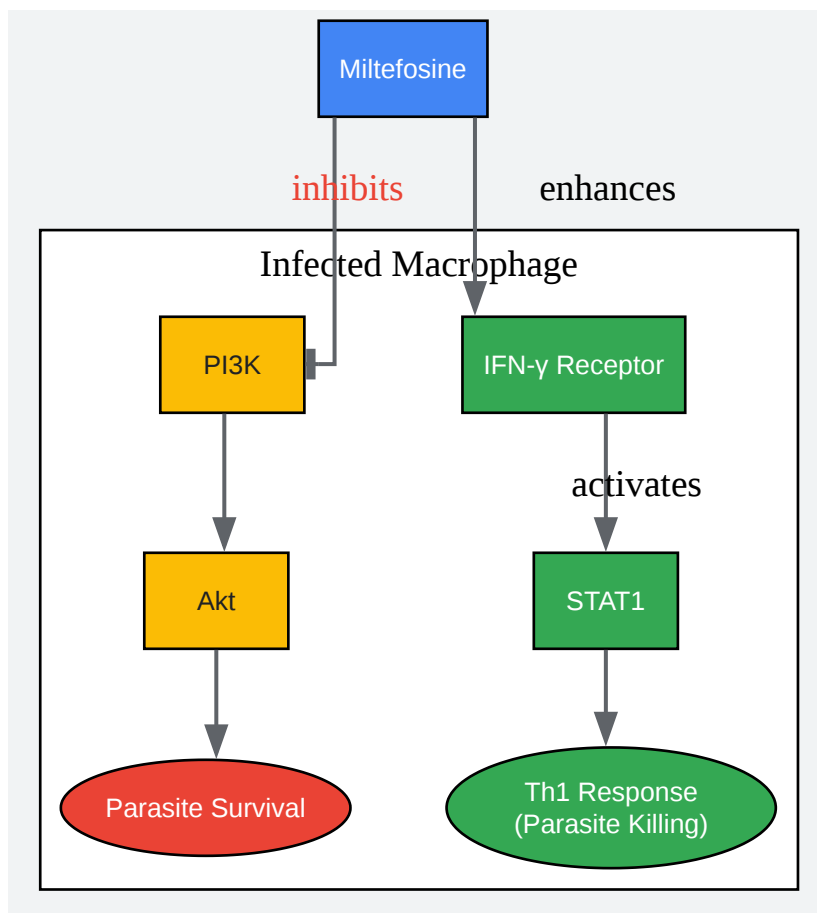 Miltefosine
inhibits
enhances
Infected Macrophage
PI3K
IFN-γ Receptor
activates
Akt
STAT1
Parasite Survival
Th1 Response
(Parasite Killing)